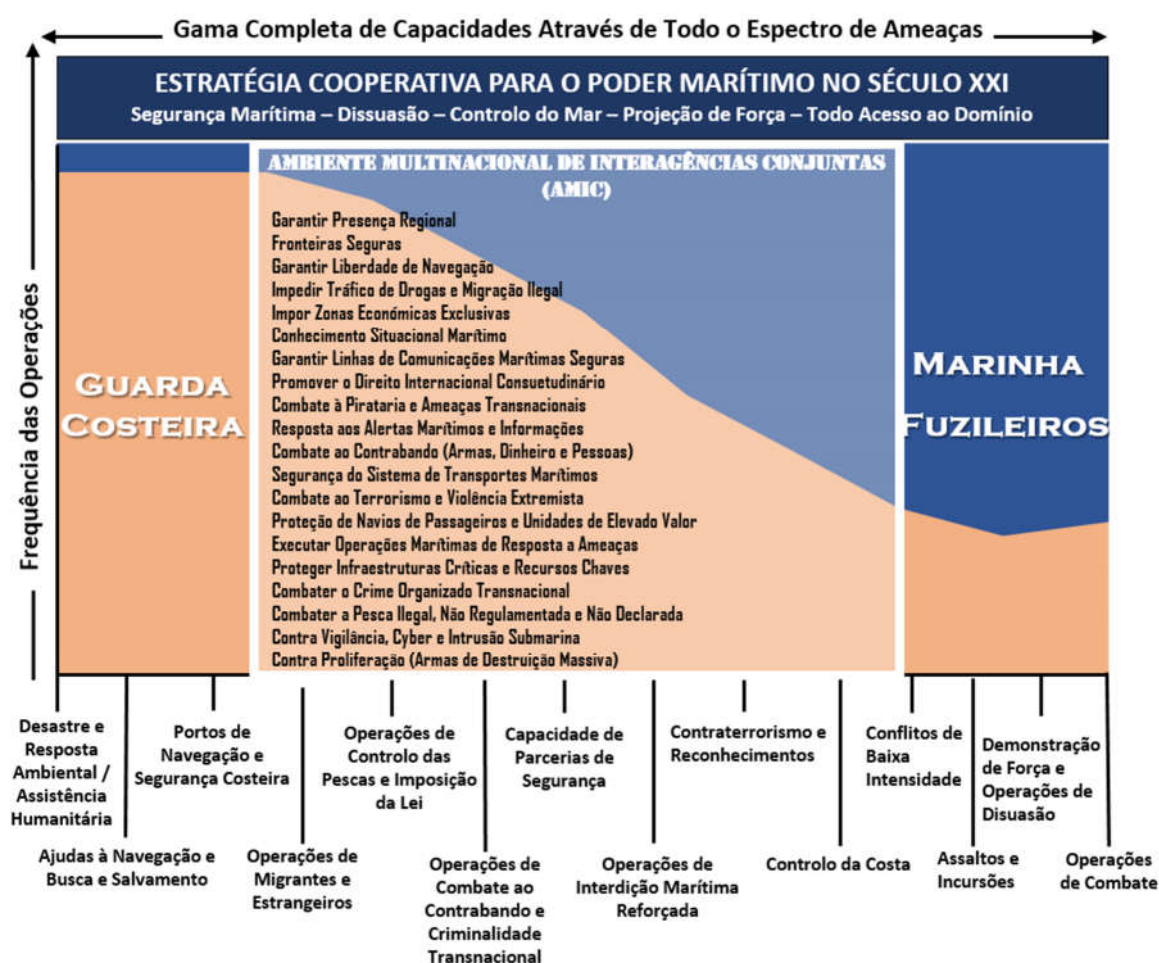 Gama Completa de Capacidades Através de Todo o Espectro de Ameaças
ESTRATÉGIA COOPERATIVA PARA O PODER MARÍTIMO NO SÉCULO XXI
Segurança Marítima – Dissuasão – Controlo do Mar – Projeção de Força – Todo Acesso ao Domínio
Frequência das Operações
GUARDA
COSTEIRA
AMBIENTE MULTINACIONAL DE INTERAGÊNCIAS CONJUNTAS
(AMIC)
Garantir Presença Regional
Fronteiras Seguras
Garantir Liberdade de Navegação
Impedir Tráfico de Drogas e Migração Ilegal
Impor Zonas Económicas Exclusivas
Conhecimento Situacional Marítimo
Garantir Linhas de Comunicações Marítimas Seguras
Promover o Direito Internacional Consuetudinário
Combate à Pirataria e Ameaças Transnacionais
Resposta aos Alertas Marítimos e Informações
Combate ao Contrabando (Armas, Dinheiro e Pessoas)
Segurança do Sistema de Transportes Marítimos
Combate ao Terrorismo e Violência Extremista
Proteção de Navios de Passageiros e Unidades de Elevado Valor
Executar Operações Marítimas de Resposta a Ameaças
Proteger Infraestruturas Críticas e Recursos Chaves
Combater o Crime Organizado Transnacional
Combater a Pesca Ilegal, Não Regulamentada e Não Declarada
Contra Vigilância, Cyber e Intrusão Submarina
Contra Proliferação (Armas de Destruição Massiva)
MARINHA
FUZILEIROS
Desastre e
Resposta
Ambiental /
Assistência
Humanitária
Ajudas à Navegação e
Busca e Salvamento
Portos de
Navegação e
Segurança Costeira
Operações de
Migrantes e
Estrangeiros
Operações de
Controlo das
Pescas e Imposição
da Lei
Operações de
Combate ao
Contrabando e
Criminalidade
Transnacional
Capacidade de
Parcerias de
Segurança
Operações de
Interdição Marítima
Reforçada
Contraterrorismo e
Reconhecimentos
Controlo da Costa
Conflitos de
Baixa
Intensidade
Assaltos e
Incursões
Demonstração
de Força e
Operações de
Disuasão
Operações
de Combate